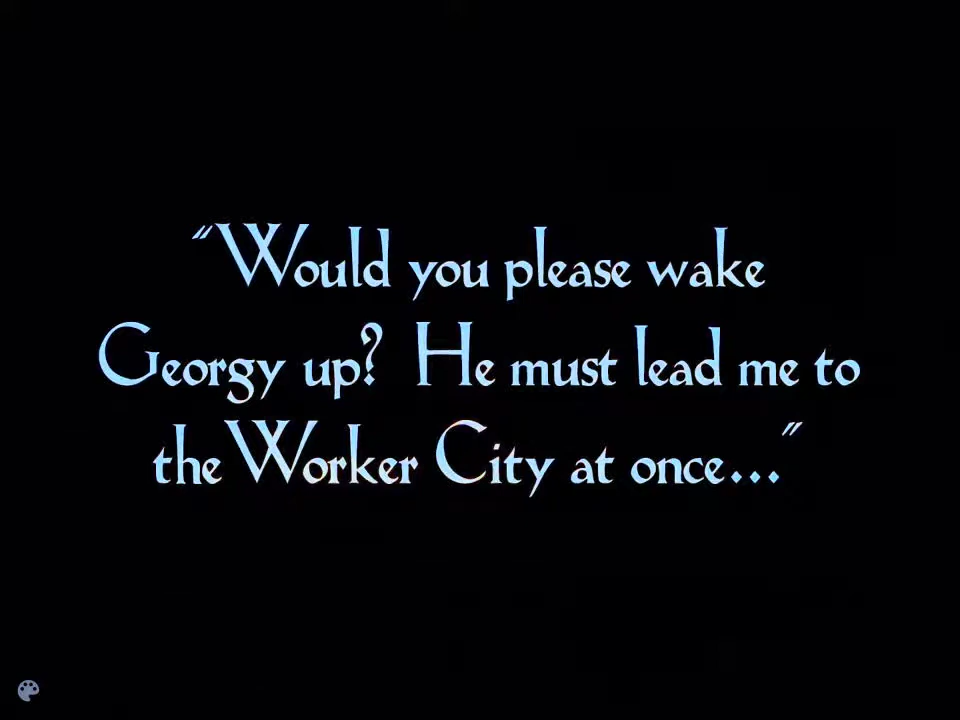 “Would you please wake
Georgy up? He must lead me to
the Worker City at once...”